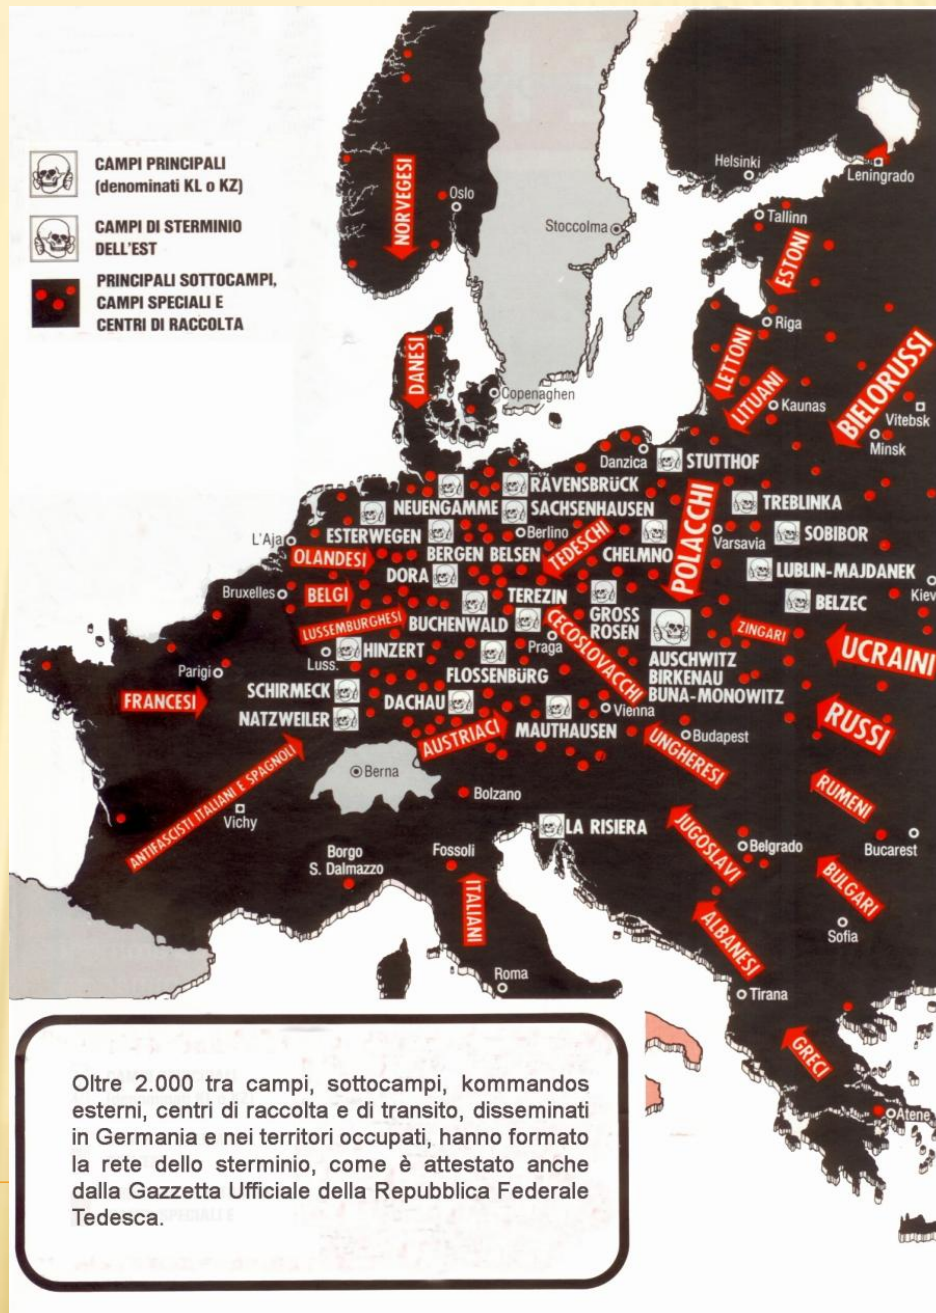 CAMPI PRINCIPALI
(denominati KL o KZ)
CAMPI DI STERMINIO
DELL'EST
PRINCIPALI SOTTOCAMPI,
CAMPI SPECIALI E
CENTRI DI RACCOLTA
NORVEGESI
Oslo
Stoccolma
Helsinki
Leningrado
Tallinn
ESTONI
Riga
DANESI
Copenaghen
LETTONI
LITUANI
Kaunas
BIELORUSSI
Vitebsk
Minsk
Danzica
STUTTHOF
RAVENSBRÜCK
NEUENGAMME
SACHSENHAUSEN
TREBLINKA
ESTERWEGEN
Berlino
TEDESCHI
CHELMNO
POLACCHI
Varsavia
SOBIBOR
L'Aja
OLANDESI
BERGEN BELSEN
LUBLIN-MAJDANEK
DORA
Kiev
Bruxelles
BELGI
TEREZIN
GROSS
ROSEN
BELZEC
LUSSEMBURGHESI
BUCHENWALD
Praga
CECOSLOVACCHI
ZINGARI
UCRAINI
Luss.
HINZERT
FLOSSENBÜRG
AUSCHWITZ
BIRKENAU
BUNA-MONOWITZ
Parigi
FRANCESI
SCHIRMECK
NATZWEILER
DACHAU
AUSTRIACI
MAUTHAUSEN
Vienna
UNGHERESI
Budapest
RUSSI
ANTIFASCISTI ITALIANI E SPAGNOLI
Berna
Bolzano
RUMENI
Vichy
LA RISIERA
JUGOSLAVI
Belgrado
Bucarest
Borgo
S. Dalmazzo
Fossoli
ITALIANI
BULGARI
Sofia
ALBANESI
Roma
Tirana
GRECI
Atene
Oltre 2.000 tra campi, sottocampi, kommandos
esterni, centri di raccolta e di transito, disseminati
in Germania e nei territori occupati, hanno formato
la rete dello sterminio, come è attestato anche
dalla Gazzetta Ufficiale della Repubblica Federale
Tedesca.